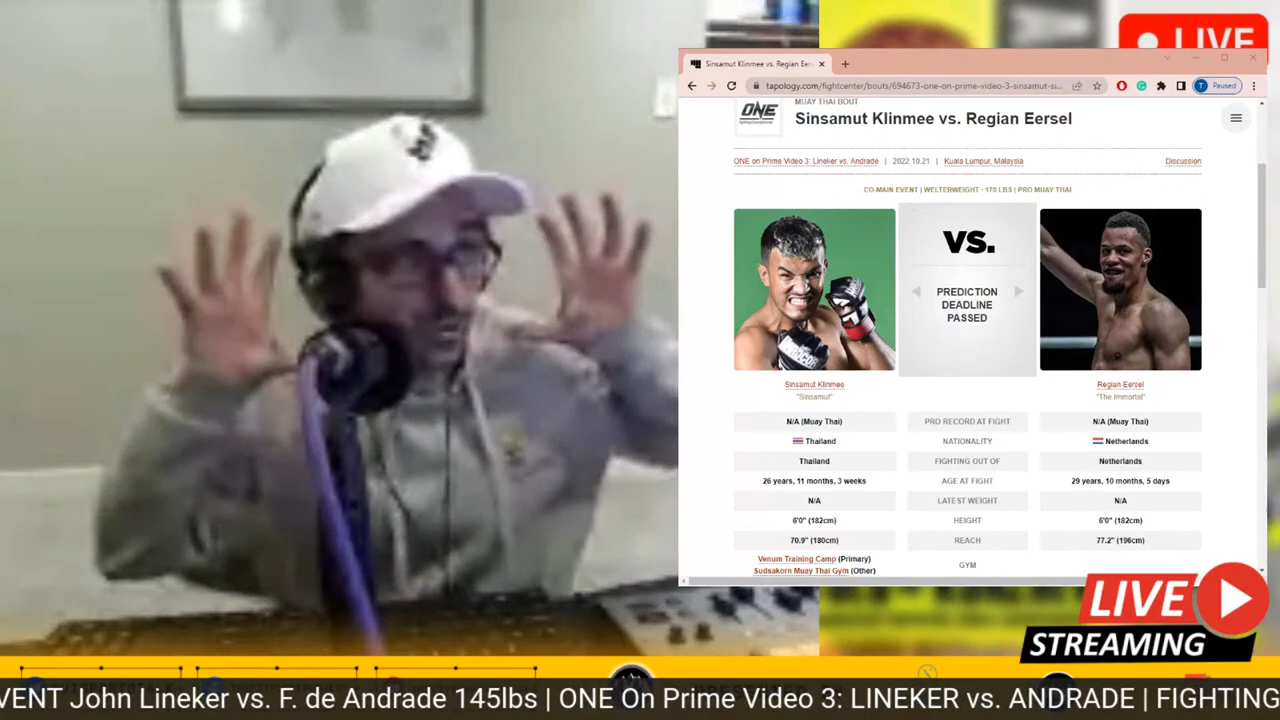 LIVE
Sinsamut Klinmee vs. Regian Eer
tapology.com/fightcenter/bouts/694673-one-on-prime-video-3-sinsamut-si...
T Paused
ONE
MUAY THAI BOUT
Sinsamut Klinmee vs. Regian Eersel
ONE on Prime Video 3: Lineker vs. Andrade | 2022.10.21 | Kuala Lumpur, Malaysia Discussion
CO-MAIN EVENT | WELTERWEIGHT · 170 LBS | PRO MUAY THAI
VS.
PREDICTION
DEADLINE
PASSED
Sinsamut Klinmee Regian Eersel
"Sinsamut" "The Immortal"
N/A (Muay Thai) PRO RECORD AT FIGHT N/A (Muay Thai)
Thailand NATIONALITY Netherlands
Thailand FIGHTING OUT OF Netherlands
26 years, 11 months, 3 weeks AGE AT FIGHT 29 years, 10 months, 5 days
N/A LATEST WEIGHT N/A
6'0" (182cm) HEIGHT 6'0" (182cm)
70.9" (180cm) REACH 77.2" (196cm)
Venum Training Camp (Primary)
GYM
Sudsakorn Muay Thai Gym (Other)
LIVE
STREAMING
VENT John Lineker vs. F. de Andrade 145lbs | ONE On Prime Video 3: LINEKER vs. ANDRADE | FIGHTING